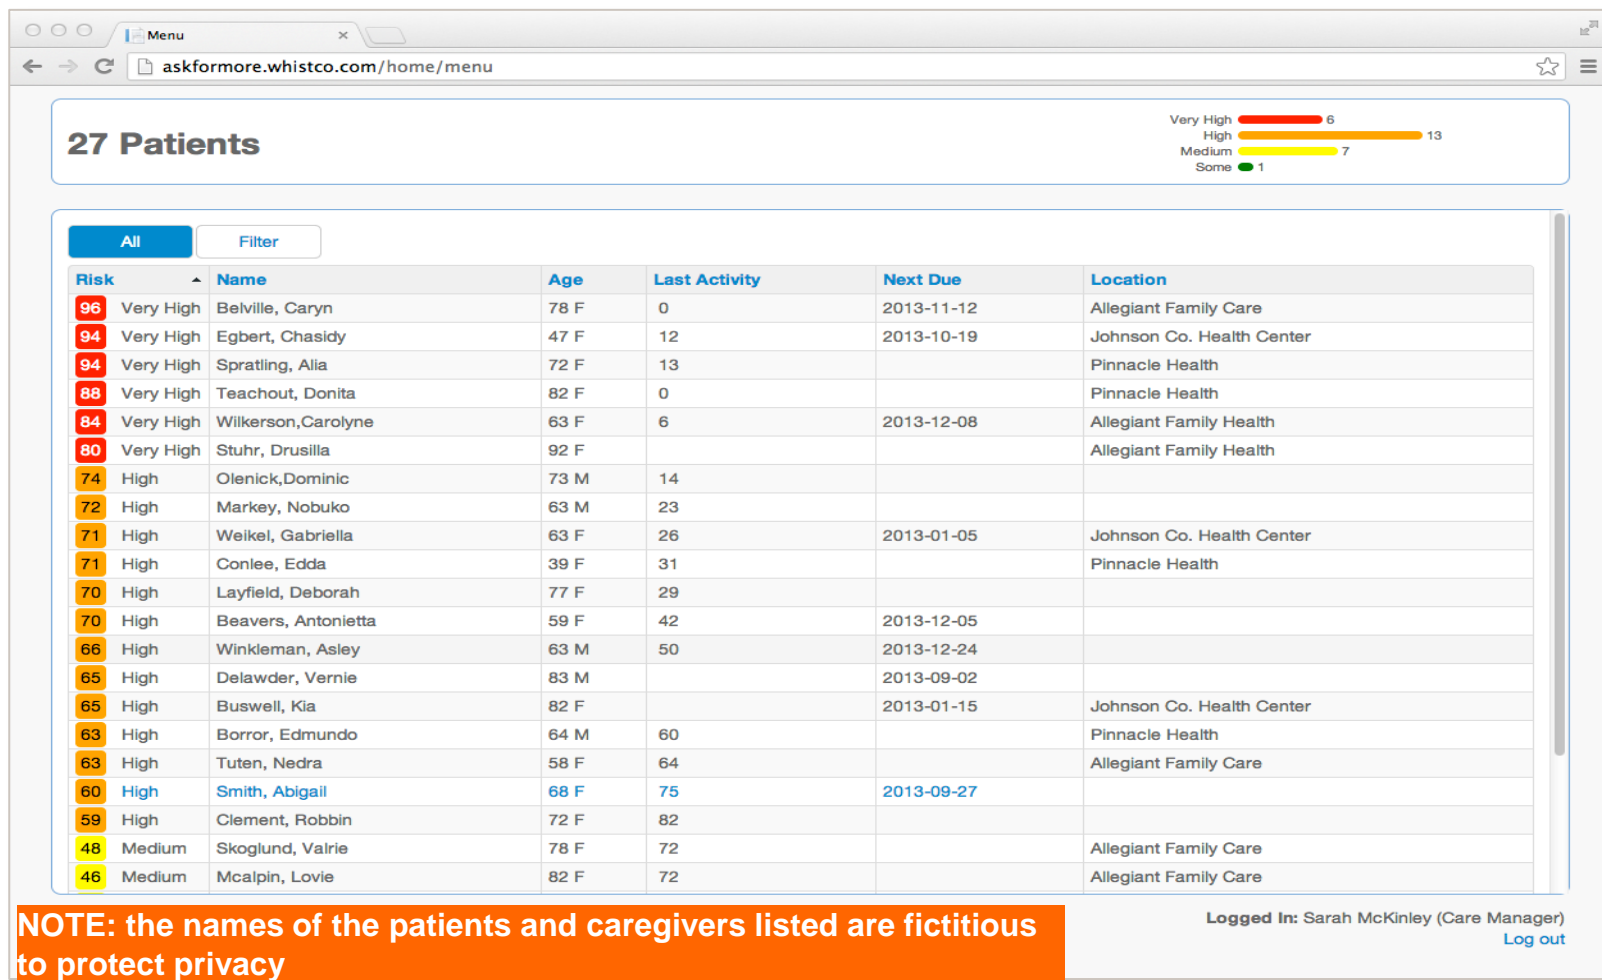 Menu
askformore.whistco.com/home/menu
27 Patients
Very High 6
High 13
Medium 7
Some 1
All Filter
Risk Name Age Last Activity Next Due Location
96 Very High Belville, Caryn 78 F 0 2013-11-12 Allegiant Family Care
94 Very High Egbert, Chasidy 47 F 12 2013-10-19 Johnson Co. Health Center
94 Very High Spratling, Alia 72 F 13 Pinnacle Health
88 Very High Teachout, Donita 82 F 0 Pinnacle Health
84 Very High Wilkerson,Carolyne 63 F 6 2013-12-08 Allegiant Family Health
80 Very High Stuhr, Drusilla 92 F Allegiant Family Health
74 High Olenick,Dominic 73 M 14
72 High Markey, Nobuko 63 M 23
71 High Weikel, Gabriella 63 F 26 2013-01-05 Johnson Co. Health Center
71 High Conlee, Edda 39 F 31 Pinnacle Health
70 High Layfield, Deborah 77 F 29
70 High Beavers, Antonietta 59 F 42 2013-12-05
66 High Winkleman, Asley 63 M 50 2013-12-24
65 High Delawder, Vernie 83 M 2013-09-02
65 High Buswell, Kia 82 F 2013-01-15 Johnson Co. Health Center
63 High Borror, Edmundo 64 M 60 Pinnacle Health
63 High Tuten, Nedra 58 F 64 Allegiant Family Care
60 High Smith, Abigail 68 F 75 2013-09-27
59 High Clement, Robbin 72 F 82
48 Medium Skoglund, Valrie 78 F 72 Allegiant Family Care
46 Medium Mcalpin, Lovie 82 F 72 Allegiant Family Care
NOTE: the names of the patients and caregivers listed are fictitious
to protect privacy
Logged In: Sarah McKinley (Care Manager)
Log out